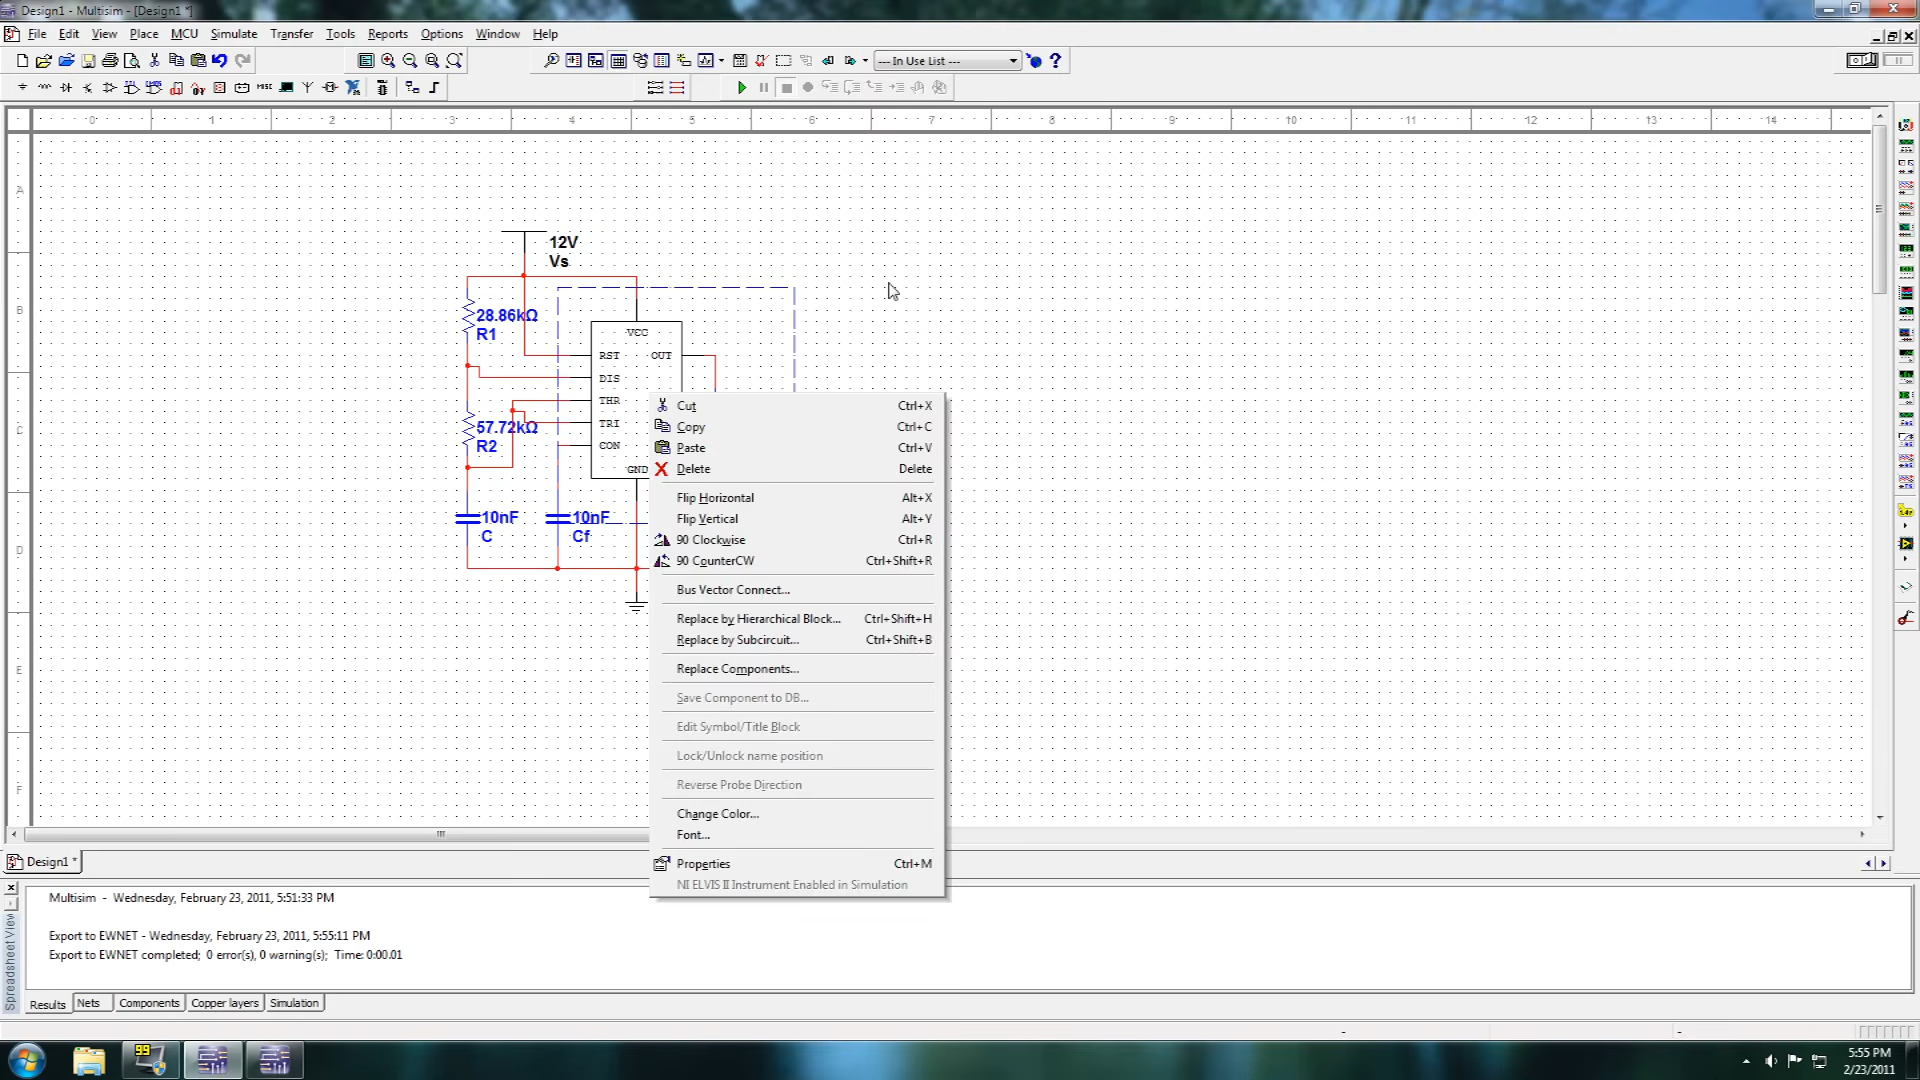 Design1 - Multisim - [Design1 *]
File Edit View Place MCU Simulate Transfer Tools Reports Options Window Help
--- In Use List ---
MISC
0 1 2 3 4 5 6 7 8 9 10 11 12 13 14
A
B
C
D
E
F
12V
Vs
28.86kΩ
R1
VCC
RST OUT
DIS
THR
TRI
CON
GND
57.72kΩ
R2
10nF
C
10nF
Cf
Cut Ctrl+X
Copy Ctrl+C
Paste Ctrl+V
Delete Delete
Flip Horizontal Alt+X
Flip Vertical Alt+Y
90 Clockwise Ctrl+R
90 CounterCW Ctrl+Shift+R
Bus Vector Connect...
Replace by Hierarchical Block... Ctrl+Shift+H
Replace by Subcircuit... Ctrl+Shift+B
Replace Components...
Save Component to DB...
Edit Symbol/Title Block
Lock/Unlock name position
Reverse Probe Direction
Change Color...
Font...
Properties Ctrl+M
NI ELVIS II Instrument Enabled in Simulation
Design1 *
Multisim - Wednesday, February 23, 2011, 5:51:33 PM
Export to EWNET - Wednesday, February 23, 2011, 5:55:11 PM
Export to EWNET completed; 0 error(s), 0 warning(s); Time: 0:00.01
Spreadsheet View
Results Nets Components Copper layers Simulation
99
5:55 PM
2/23/2011